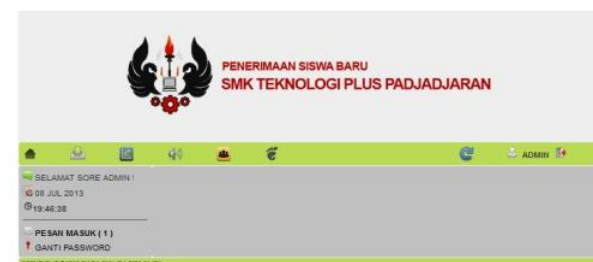 PENERIMAAN SISWA BARU
SMK TEKNOLOGI PLUS PADJADJARAN
ADMIN
SELAMAT SORE ADMIN !
08 JUL 2013
19:46:38
PESAN MASUK ( 1 )
GANTI PASSWORD